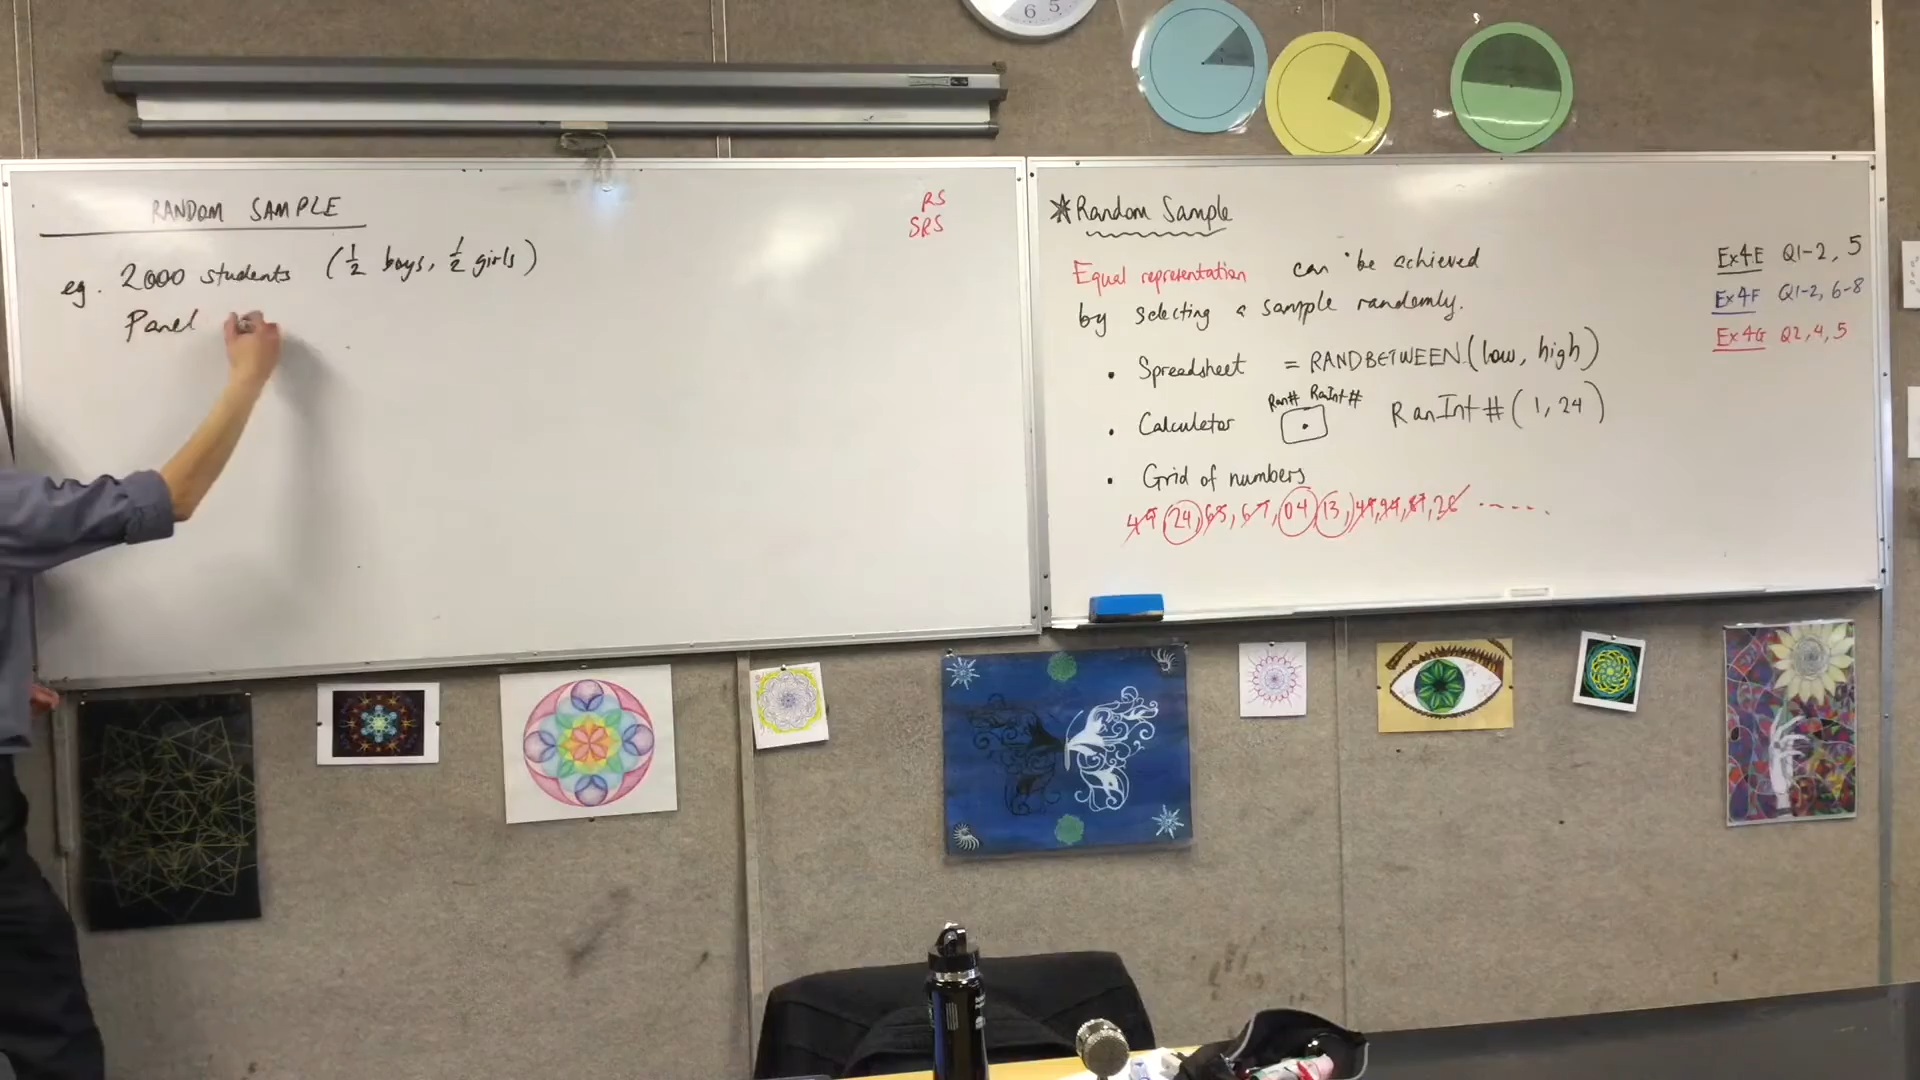 RANDOM SAMPLE
eg. 2000 students (1/2 boys, 1/2 girls)
Panel
RS
SRS
*Random Sample
Equal representation can be achieved
by selecting a sample randomly.
• Spreadsheet = RANDBETWEEN(low, high)
Ran# RanInt#
• Calculator • RanInt#(1, 24)
• Grid of numbers
49, 24, 65, 67, 04, 13, 49, 94, 87, 26 .....
Ex4E Q1-2, 5
Ex4F Q1-2, 6-8
Ex4G Q2, 4, 5
6 5